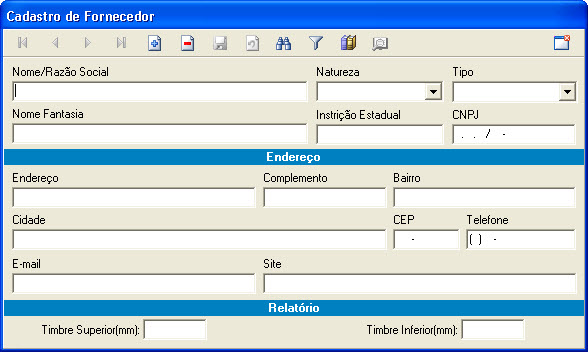 Cadastro de Fornecedor
Nome/Razão Social Natureza Tipo
Nome Fantasia Instrição Estadual CNPJ
. . / -
Endereço
Endereço Complemento Bairro
Cidade CEP Telefone
- ( ) -
E-mail Site
Relatório
Timbre Superior(mm): Timbre Inferior(mm):